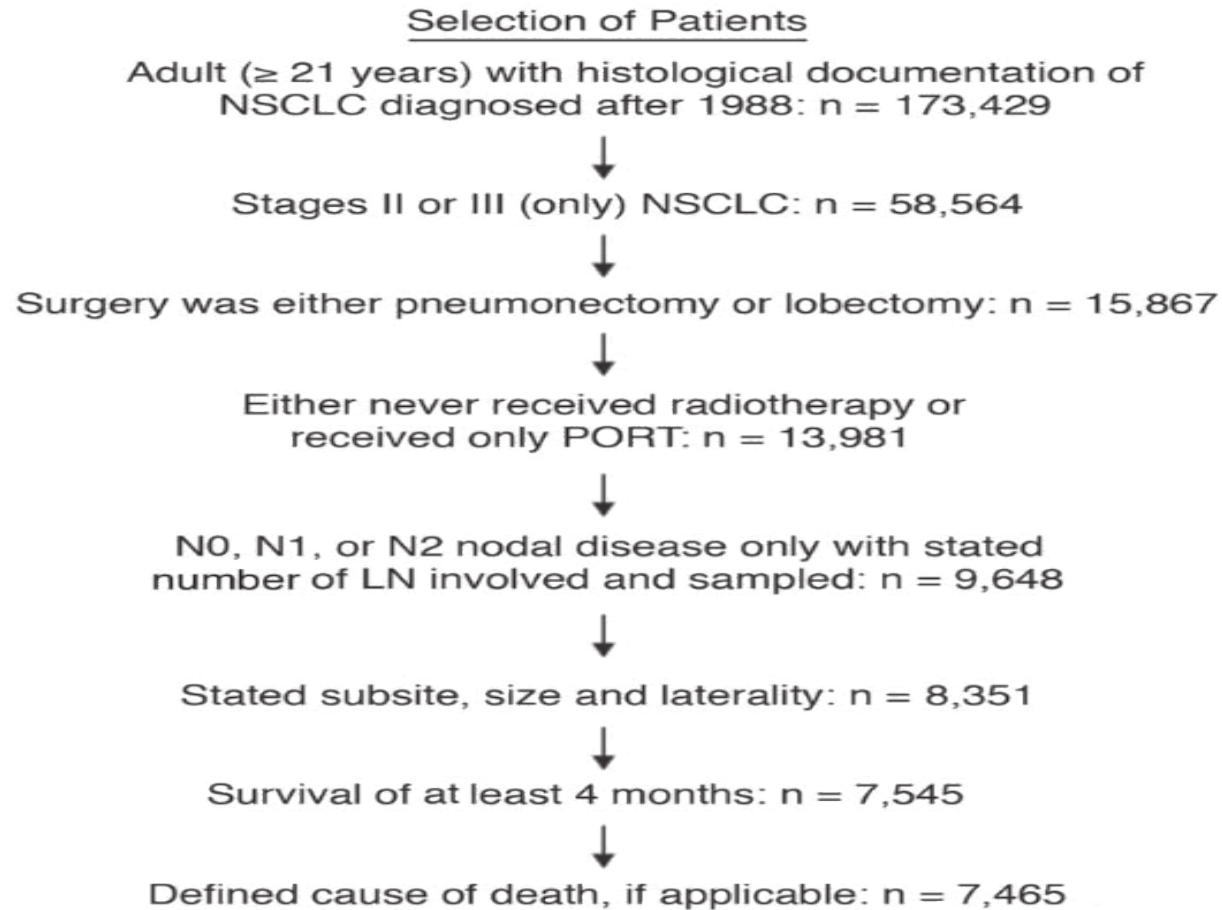 Selection of Patients
Adult (≥ 21 years) with histological documentation of
NSCLC diagnosed after 1988: n = 173,429
Stages II or III (only) NSCLC: n = 58,564
Surgery was either pneumonectomy or lobectomy: n = 15,867
Either never received radiotherapy or
received only PORT: n = 13,981
N0, N1, or N2 nodal disease only with stated
number of LN involved and sampled: n = 9,648
Stated subsite, size and laterality: n = 8,351
Survival of at least 4 months: n = 7,545
Defined cause of death, if applicable: n = 7,465